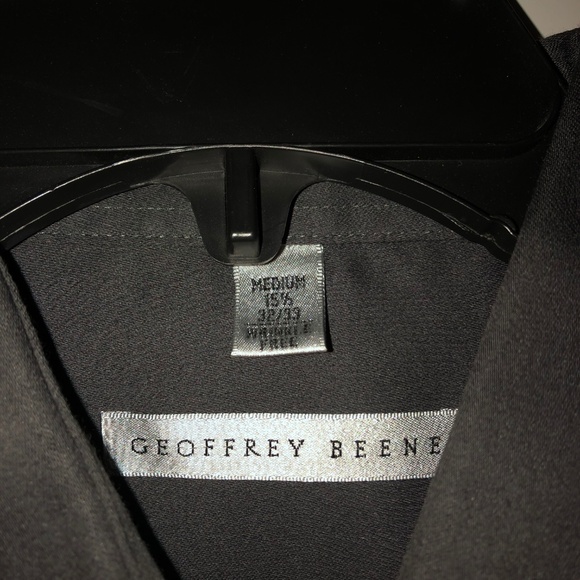 MEDIUM
15½
32/33
WRINKLE
FREE
GEOFFREY BEENE